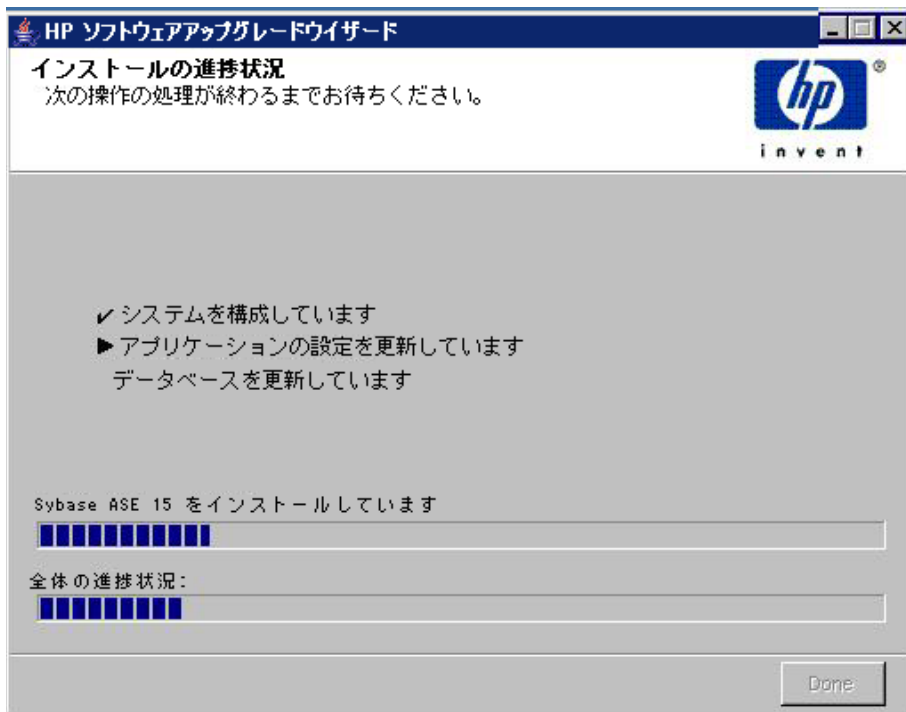 HP ソフトウェアアップグレードウイザード
インストールの進捗状況
次の操作の処理が終わるまでお待ちください。
hp
®
invent
✔システムを構成しています
▶アプリケーションの設定を更新しています
データベースを更新しています
Sybase ASE 15 をインストールしています
全体の進捗状況:
Done